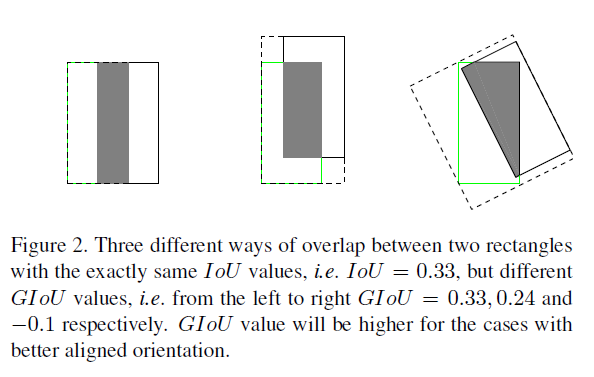 Figure 2. Three different ways of overlap between two rectangles
with the exactly same IoU values, i.e. IoU = 0.33, but different
GIoU values, i.e. from the left to right GIoU = 0.33, 0.24 and
−0.1 respectively. GIoU value will be higher for the cases with
better aligned orientation.